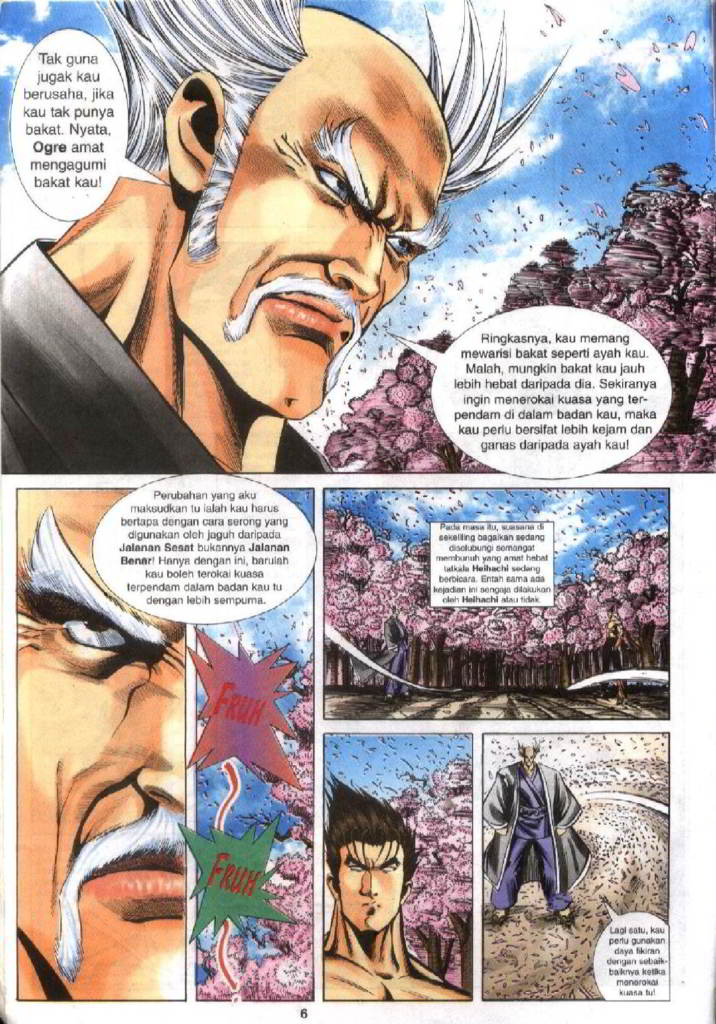 Tak guna
jugak kau
berusaha, jika
kau tak punya
bakat. Nyata,
Ogre amat
mengagumi
bakat kau!
Ringkasnya, kau memang
mewarisi bakat seperti ayah kau.
Malah, mungkin bakat kau jauh
lebih hebat daripada dia. Sekiranya
ingin menerokai kuasa yang ter-
pendam di dalam badan kau, maka
kau perlu bersifat lebih kejam dan
ganas daripada ayah kau!
Perubahan yang aku
maksudkan tu ialah kau harus
bertapa dengan cara serong yang
digunakan oleh jaguh daripada
Jalanan Sesat bukannya Jalanan
Benar! Hanya dengan ini, barulah
kau boleh terokai kuasa
terpendam dalam badan kau tu
dengan lebih sempurna.
FRUH
FRUH
Pada masa itu, suasana di
sekeliling bagaikan sedang
diselubungi semangat
membunuh yang amat hebat
tatkala Heihachi sedang
berbicara. Entah sama ada
kejadian ini sengaja dilakukan
oleh Heihachi atau tidak.
Lagi satu, kau
perlu gunakan
daya fikiran
dengan sebaik-
baiknya ketika
menerokai
kuasa tu!
6